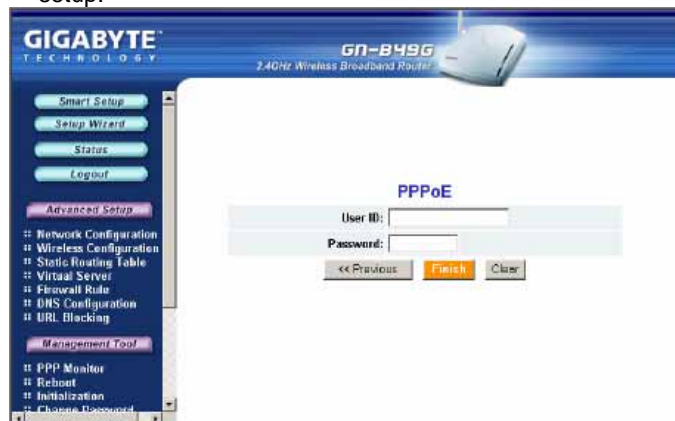 setup.
GIGABYTE
TECHNOLOGY
GN-B49G
2.4GHz Wireless Broadband Router
Smart Setup
Setup Wizard
Status
Logout
Advanced Setup
Network Configuration
Wireless Configuration
Static Routing Table
Virtual Server
Firewall Rule
DNS Configuration
URL Blocking
Management Tool
PPP Monitor
Reboot
Initialization
Change Password
PPPoE
User ID:
Password:
<< Previous Finish Clear